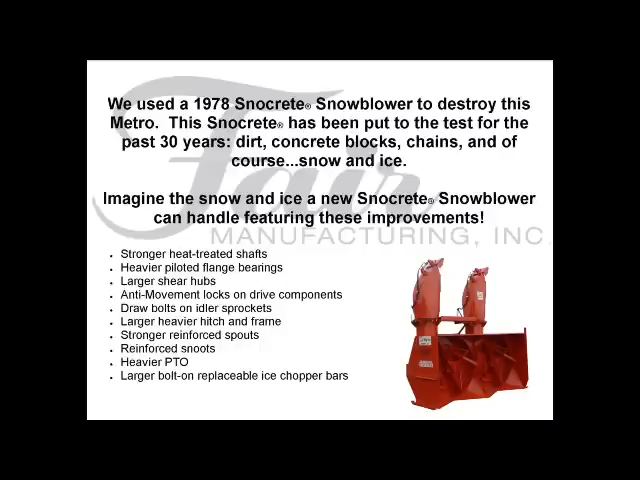 We used a 1978 Snocrete® Snowblower to destroy this
Metro. This Snocrete® has been put to the test for the
past 30 years: dirt, concrete blocks, chains, and of
course...snow and ice.
Imagine the snow and ice a new Snocrete® Snowblower
can handle featuring these improvements!
Fair
MANUFACTURING, INC.
• Stronger heat-treated shafts
• Heavier piloted flange bearings
• Larger shear hubs
• Anti-Movement locks on drive components
• Draw bolts on idler sprockets
• Larger heavier hitch and frame
• Stronger reinforced spouts
• Reinforced snoots
• Heavier PTO
• Larger bolt-on replaceable ice chopper bars